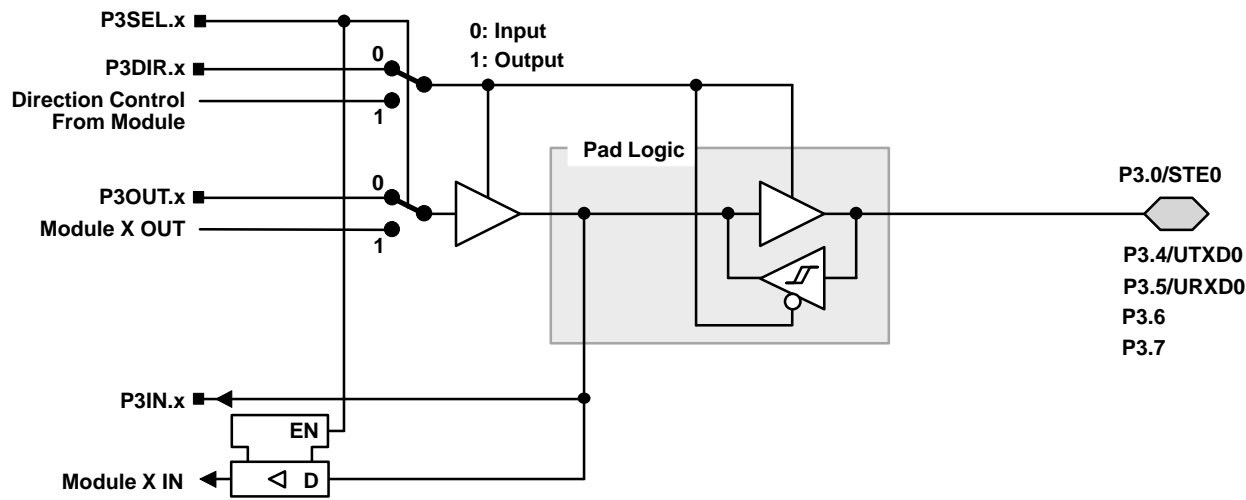 P3SEL.x
0: Input
1: Output
P3DIR.x
0
Direction Control
From Module
1
Pad Logic
P3OUT.x
0
Module X OUT
1
P3.0/STE0
P3.4/UTXD0
P3.5/URXD0
P3.6
P3.7
P3IN.x
EN
Module X IN
D